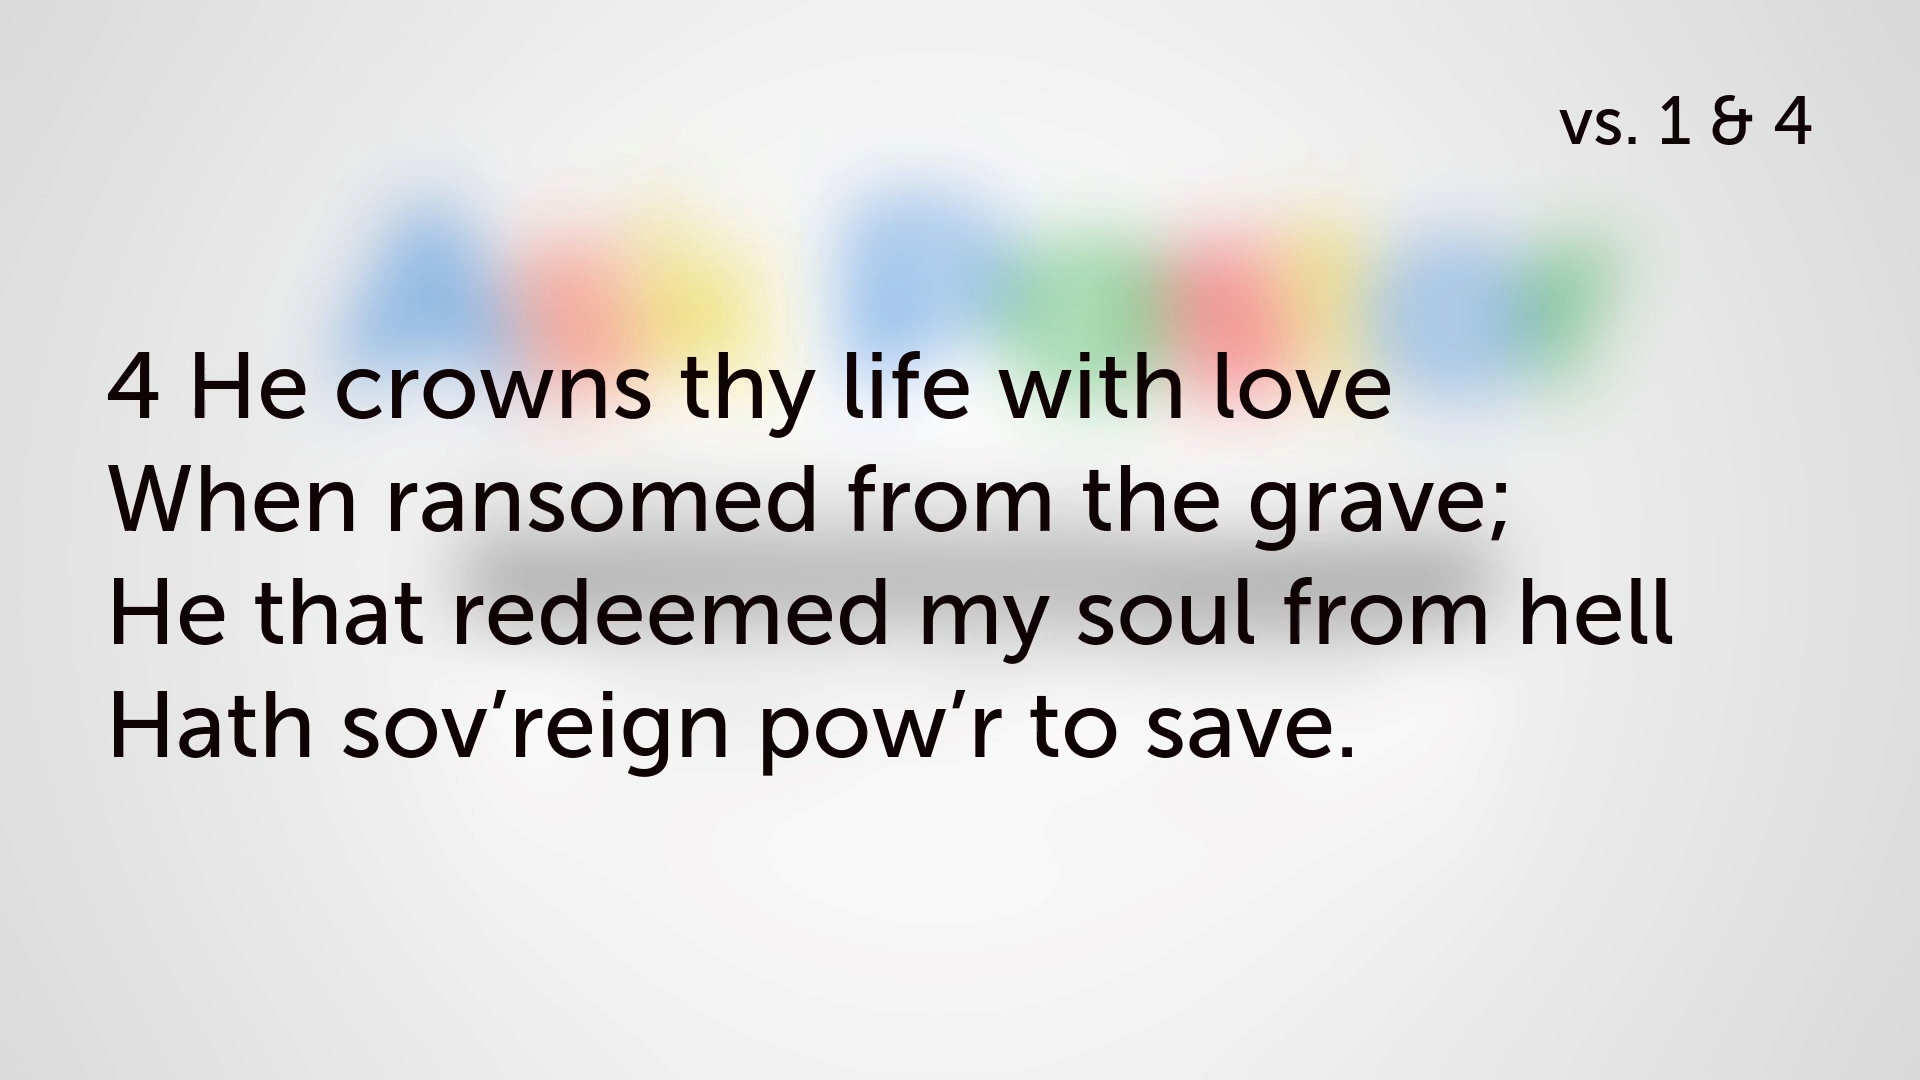 vs. 1 & 4
4 He crowns thy life with love
When ransomed from the grave;
He that redeemed my soul from hell
Hath sov’reign pow’r to save.